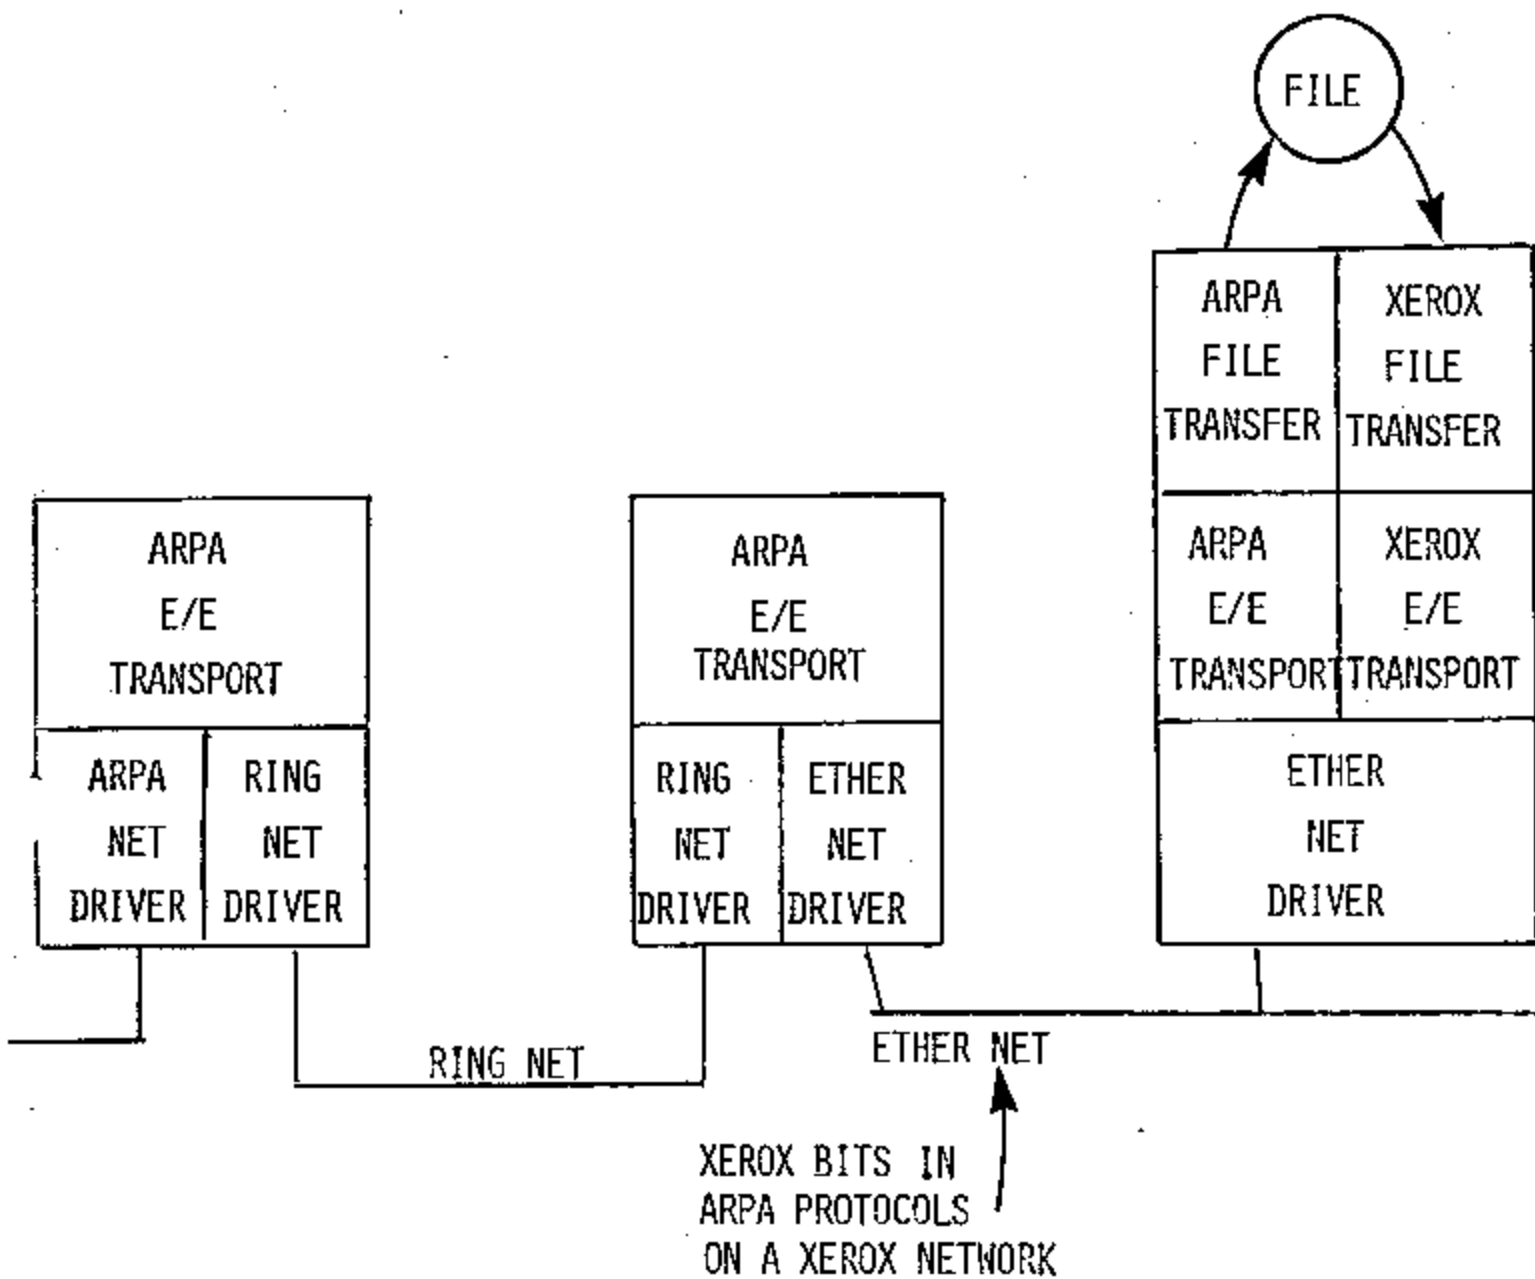 FILE
ARPA
FILE
TRANSFER
XEROX
FILE
TRANSFER
ARPA
E/E
TRANSPORT
ARPA
E/E
TRANSPORT
ARPA
E/E
TRANSPORT
XEROX
E/E
TRANSPORT
ARPA
NET
DRIVER
RING
NET
DRIVER
RING
NET
DRIVER
ETHER
NET
DRIVER
ETHER
NET
DRIVER
RING NET
ETHER NET
XEROX BITS IN
ARPA PROTOCOLS
ON A XEROX NETWORK